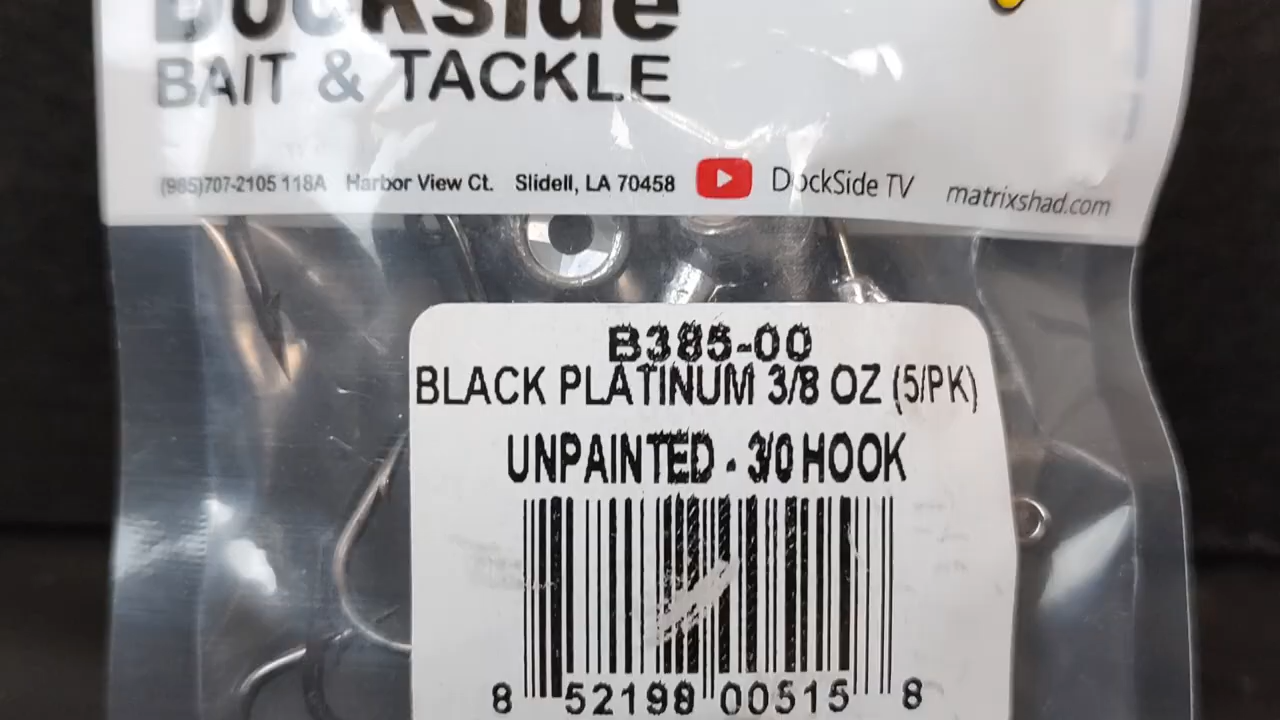 Dockside
BAIT & TACKLE
(985)707-2105 118A Harbor View Ct. Slidell, LA 70458 DockSide TV matrixshad.com
B385-00
BLACK PLATINUM 3/8 OZ (5/PK)
UNPAINTED - 3/0 HOOK
8 52198 00515 8